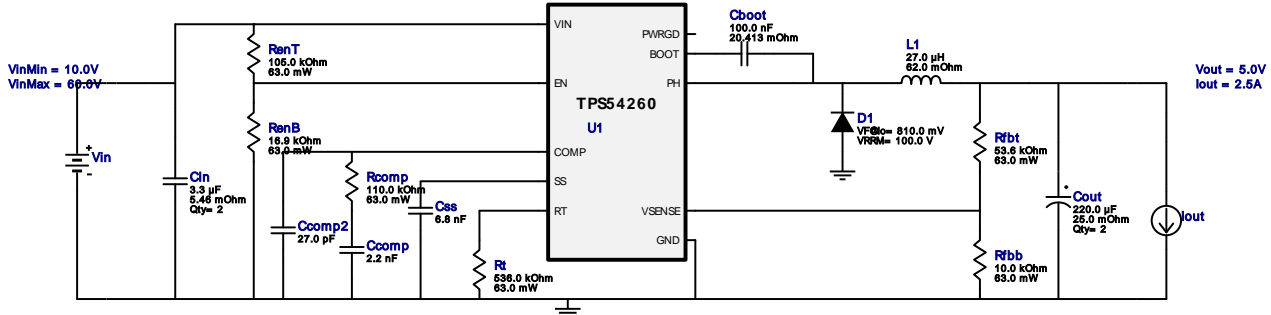 VinMin = 10.0V
VinMax = 60.0V
Vin
Cin
3.3 µF
5.46 mOhm
Qty= 2
RenT
105.0 kOhm
63.0 mW
RenB
16.9 kOhm
63.0 mW
Ccomp2
27.0 pF
Rcomp
110.0 kOhm
63.0 mW
Ccomp
2.2 nF
Css
6.8 nF
Rt
536.0 kOhm
63.0 mW
VIN
EN
COMP
SS
RT
TPS54260
U1
PWRGD
BOOT
PH
VSENSE
GND
Cboot
100.0 nF
20.413 mOhm
D1
VRRM= 100.0 V
L1
27.0 µH
62.0 mOhm
Rfbt
53.6 kOhm
63.0 mW
Rfbb
10.0 kOhm
63.0 mW
Cout
220.0 µF
25.0 mOhm
Qty= 2
Iout
Vout = 5.0V
Iout = 2.5A